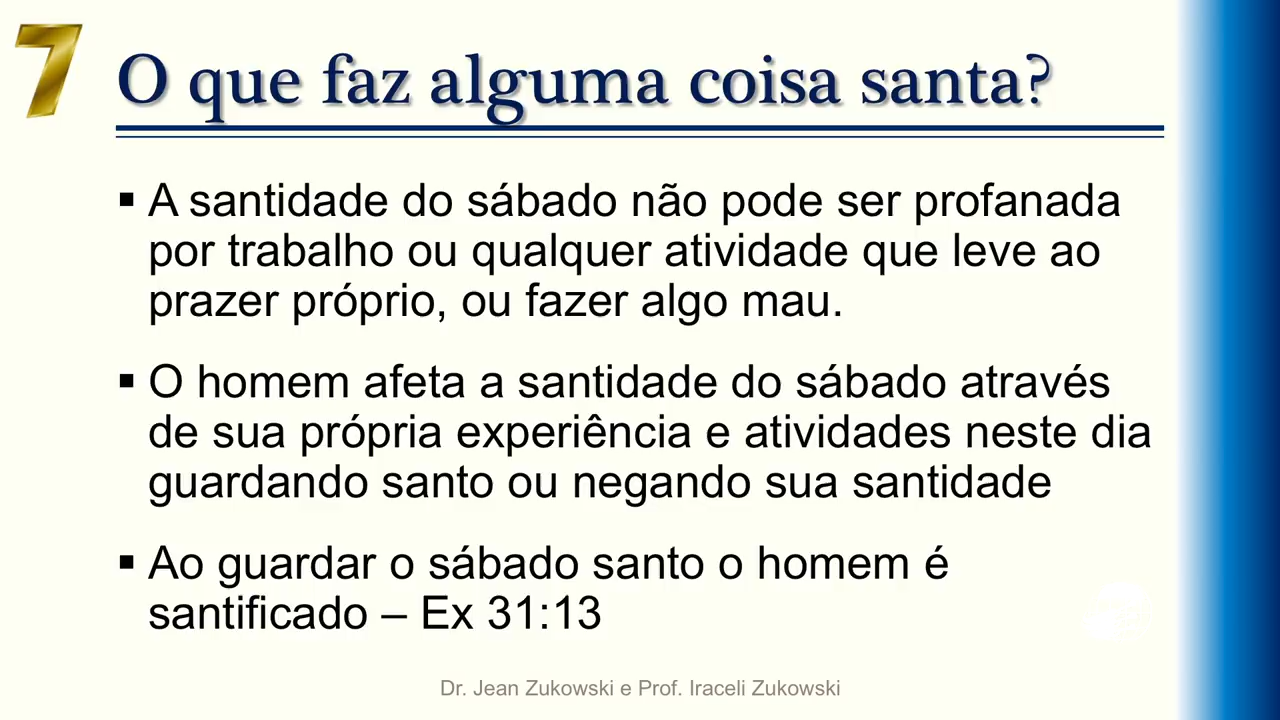 7
O que faz alguma coisa santa?
▪ A santidade do sábado não pode ser profanada
por trabalho ou qualquer atividade que leve ao
prazer próprio, ou fazer algo mau.
▪ O homem afeta a santidade do sábado através
de sua própria experiência e atividades neste dia
guardando santo ou negando sua santidade
▪ Ao guardar o sábado santo o homem é
santificado – Ex 31:13
Dr. Jean Zukowski e Prof. Iraceli Zukowski